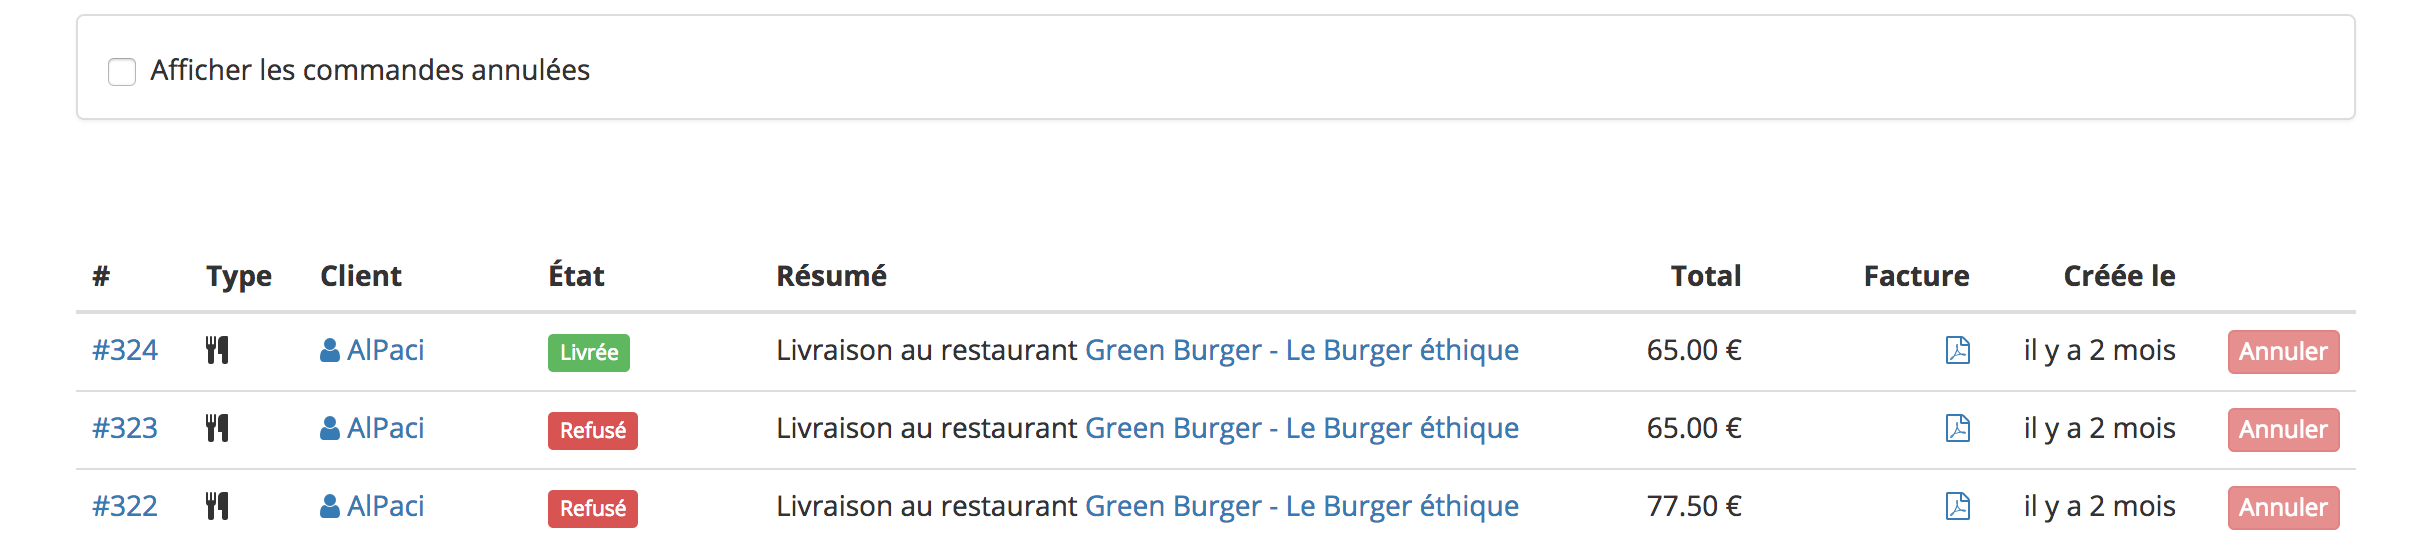 Afficher les commandes annulées
# Type Client État Résumé Total Facture Créée le
#324 AlPaci Livrée Livraison au restaurant Green Burger - Le Burger éthique 65.00 € il y a 2 mois Annuler
#323 AlPaci Refusé Livraison au restaurant Green Burger - Le Burger éthique 65.00 € il y a 2 mois Annuler
#322 AlPaci Refusé Livraison au restaurant Green Burger - Le Burger éthique 77.50 € il y a 2 mois Annuler